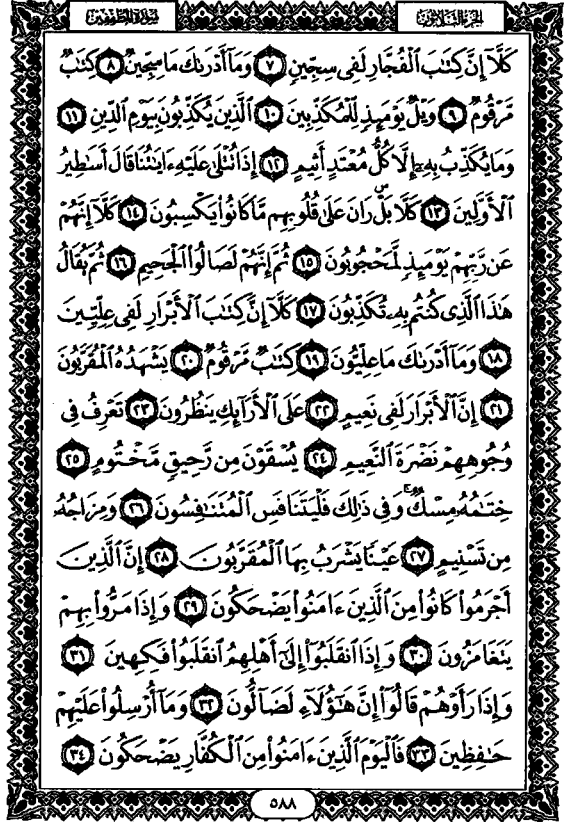 سورة المطففين الجزء الثلاثون
كَلَّآ إِنَّ كِتَٰبَ ٱلْفُجَّارِ لَفِى سِجِّينٍ ٧ وَمَآ أَدْرَىٰكَ مَا سِجِّينٌ ٨ كِتَٰبٌ
مَّرْقُومٌ ٩ وَيْلٌ يَوْمَئِذٍ لِّلْمُكَذِّبِينَ ١٠ ٱلَّذِينَ يُكَذِّبُونَ بِيَوْمِ ٱلدِّينِ ١١
وَمَا يُكَذِّبُ بِهِۦٓ إِلَّا كُلُّ مُعْتَدٍ أَثِيمٍ ١٢ إِذَا تُتْلَىٰ عَلَيْهِ ءَايَٰتُنَا قَالَ أَسَٰطِيرُ
ٱلْأَوَّلِينَ ١٣ كَلَّا ۖ بَلْ ۜ رَانَ عَلَىٰ قُلُوبِهِم مَّا كَانُوا۟ يَكْسِبُونَ ١٤ كَلَّآ إِنَّهُمْ
عَن رَّبِّهِمْ يَوْمَئِذٍ لَّمَحْجُوبُونَ ١٥ ثُمَّ إِنَّهُمْ لَصَالُوا۟ ٱلْجَحِيمِ ١٦ ثُمَّ يُقَالُ
هَٰذَا ٱلَّذِى كُنتُم بِهِۦ تُكَذِّبُونَ ١٧ كَلَّآ إِنَّ كِتَٰبَ ٱلْأَبْرَارِ لَفِى عِلِّيِّينَ
١٨ وَمَآ أَدْرَىٰكَ مَا عِلِّيُّونَ ١٩ كِتَٰبٌ مَّرْقُومٌ ٢٠ يَشْهَدُهُ ٱلْمُقَرَّبُونَ
٢١ إِنَّ ٱلْأَبْرَارَ لَفِى نَعِيمٍ ٢٢ عَلَى ٱلْأَرَآئِكِ يَنظُرُونَ ٢٣ تَعْرِفُ فِى
وُجُوهِهِمْ نَضْرَةَ ٱلنَّعِيمِ ٢٤ يُسْقَوْنَ مِن رَّحِيقٍ مَّخْتُومٍ ٢٥
خِتَٰمُهُۥ مِسْكٌ ۚ وَفِى ذَٰلِكَ فَلْيَتَنَافَسِ ٱلْمُتَنَٰفِسُونَ ٢٦ وَمِزَاجُهُۥ
مِن تَسْنِيمٍ ٢٧ عَيْنًا يَشْرَبُ بِهَا ٱلْمُقَرَّبُونَ ٢٨ إِنَّ ٱلَّذِينَ
أَجْرَمُوا۟ كَانُوا۟ مِنَ ٱلَّذِينَ ءَامَنُوا۟ يَضْحَكُونَ ٢٩ وَإِذَا مَرُّوا۟ بِهِمْ
يَتَغَامَزُونَ ٣٠ وَإِذَا ٱنقَلَبُوٓا۟ إِلَىٰٓ أَهْلِهِمُ ٱنقَلَبُوا۟ فَكِهِينَ ٣١
وَإِذَا رَأَوْهُمْ قَالُوٓا۟ إِنَّ هَٰٓؤُلَآءِ لَضَآلُّونَ ٣٢ وَمَآ أُرْسِلُوا۟ عَلَيْهِمْ
حَٰفِظِينَ ٣٣ فَٱلْيَوْمَ ٱلَّذِينَ ءَامَنُوا۟ مِنَ ٱلْكُفَّارِ يَضْحَكُونَ ٣٤
٥٨٨